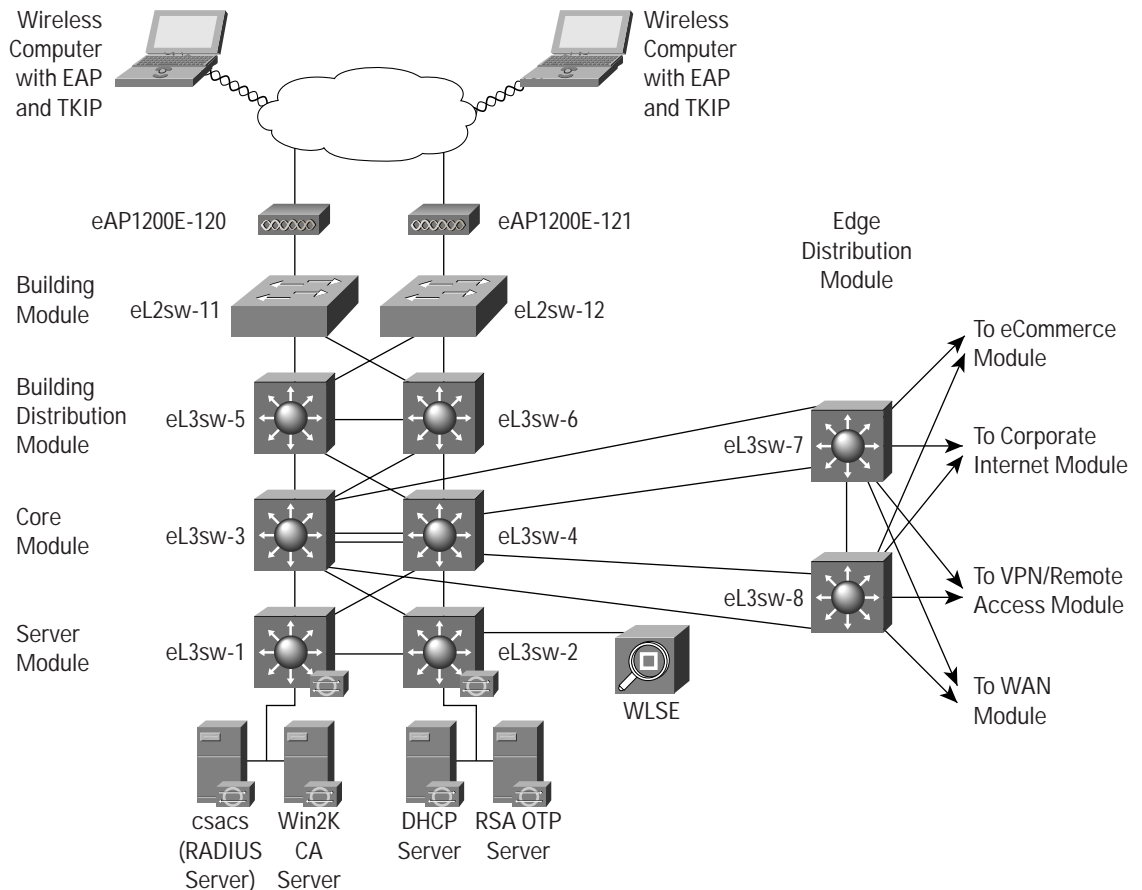 Wireless
Computer
with EAP
and TKIP
Wireless
Computer
with EAP
and TKIP
eAP1200E-120
eAP1200E-121
Edge
Distribution
Module
Building
Module
eL2sw-11
eL2sw-12
To eCommerce
Module
Building
Distribution
Module
eL3sw-5
eL3sw-6
eL3sw-7
To Corporate
Internet Module
Core
Module
eL3sw-3
eL3sw-4
eL3sw-8
To VPN/Remote
Access Module
Server
Module
eL3sw-1
eL3sw-2
WLSE
To WAN
Module
csacs
(RADIUS
Server)
Win2K
CA
Server
DHCP
Server
RSA OTP
Server